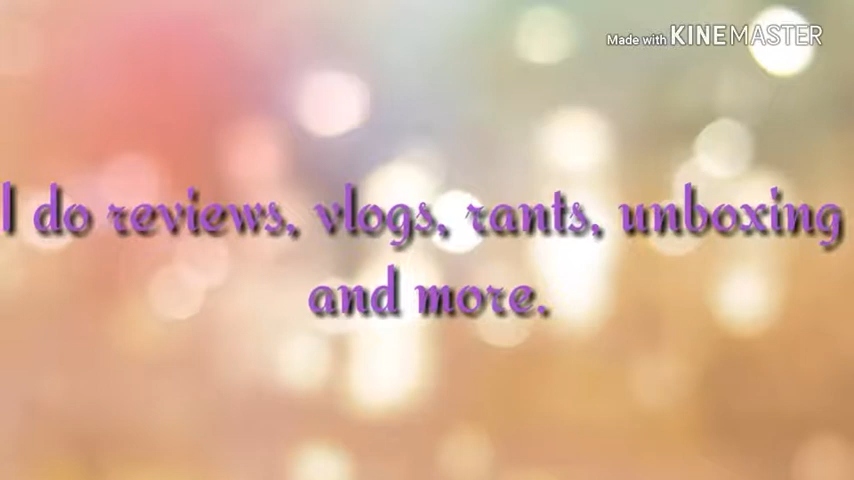 Made with KINEMASTER
I do reviews, vlogs, rants, unboxing
and more.